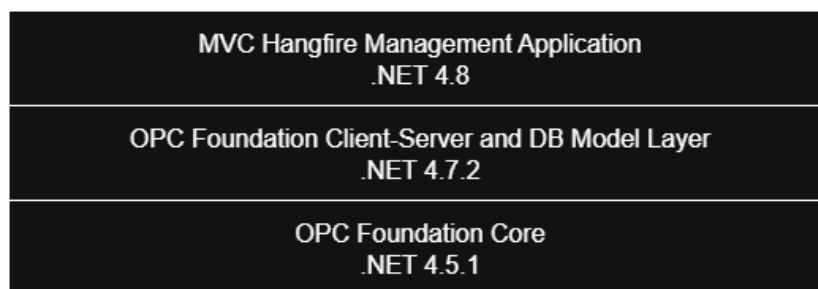 MVC Hangfire Management Application
.NET 4.8
OPC Foundation Client-Server and DB Model Layer
.NET 4.7.2
OPC Foundation Core
.NET 4.5.1